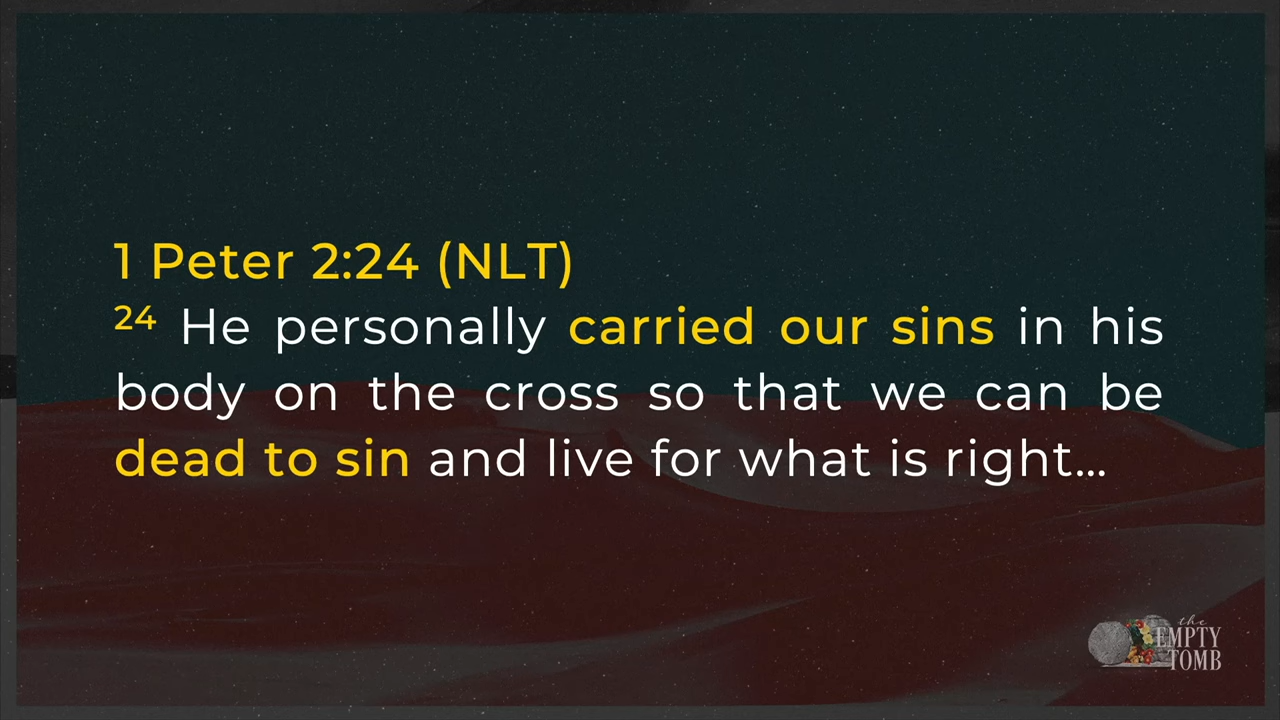 1 Peter 2:24 (NLT)
24 He personally carried our sins in his
body on the cross so that we can be
dead to sin and live for what is right...
the
EMPTY
TOMB